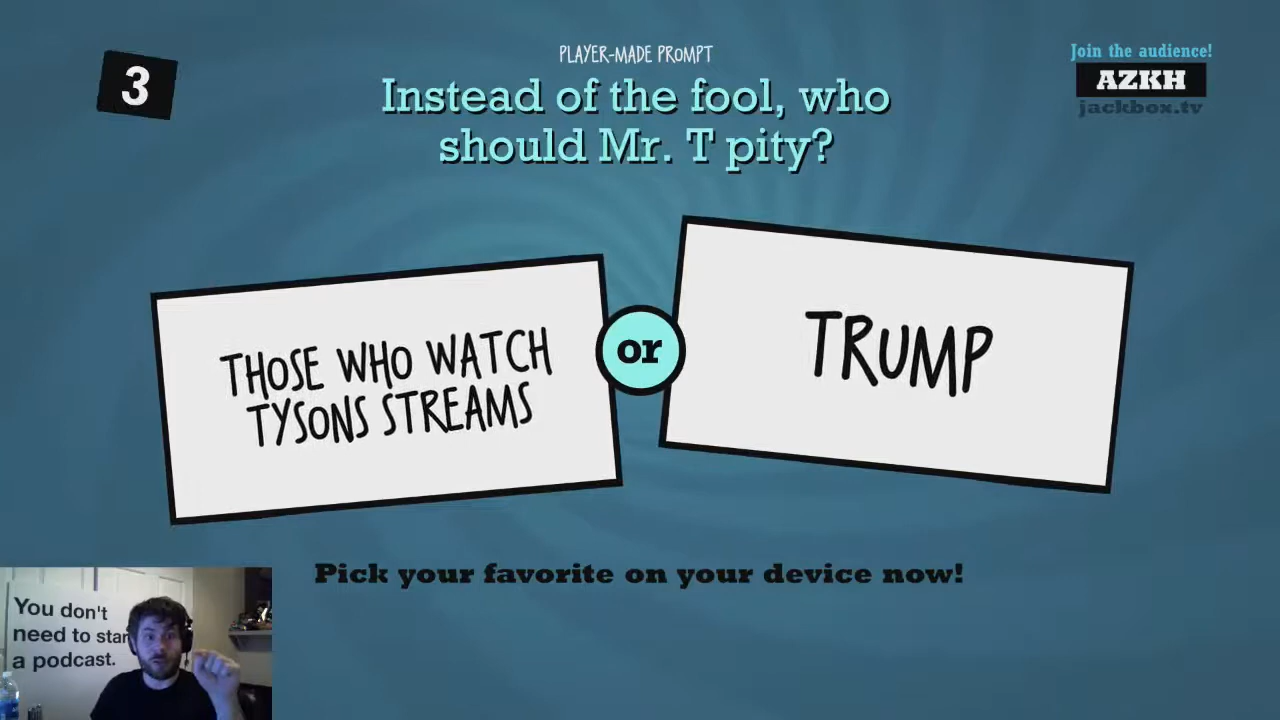 3
PLAYER-MADE PROMPT
Instead of the fool, who
should Mr. T pity?
Join the audience!
AZKH
jackbox.tv
THOSE WHO WATCH
TYSONS STREAMS
or
TRUMP
Pick your favorite on your device now!
You don't
need to star
a podcast.